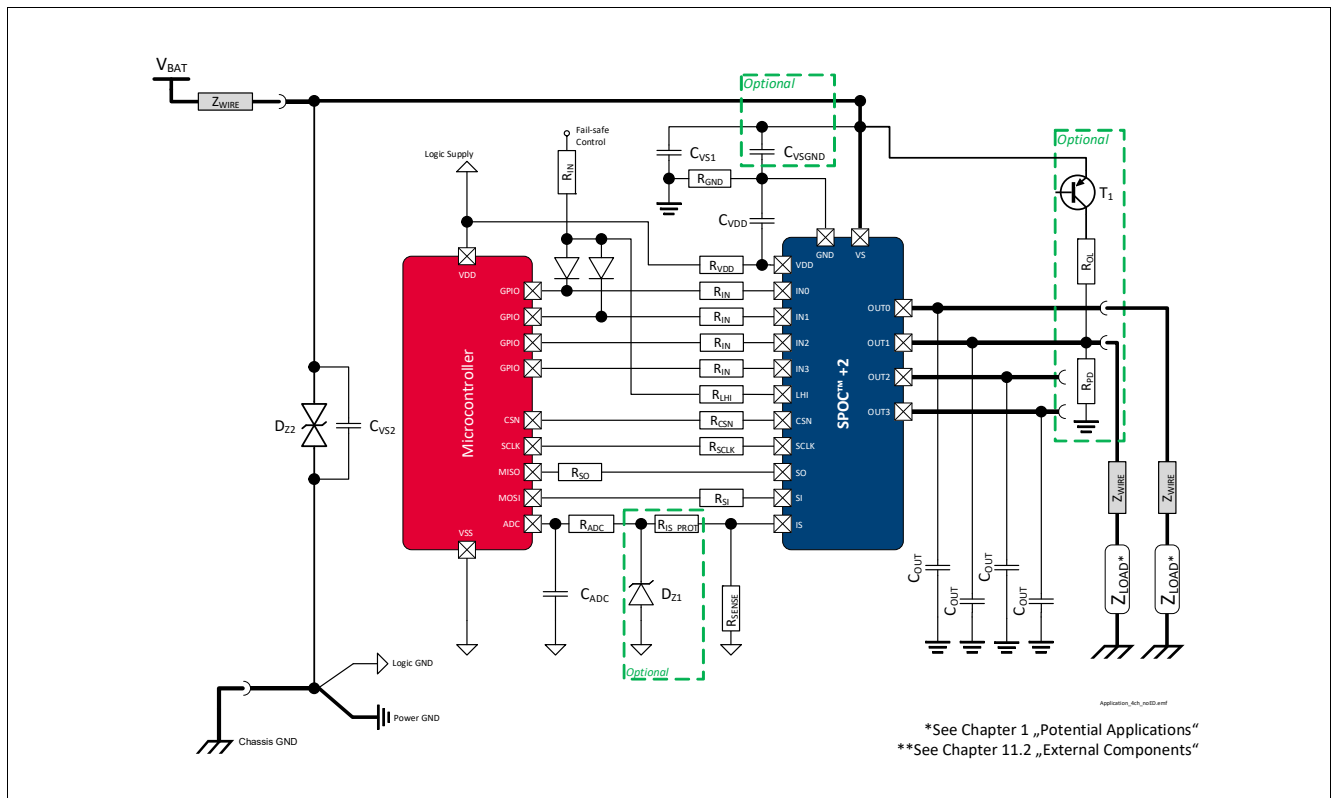 VBAT
ZWIRE
Optional
Fail-safe
Control
RIN
Logic Supply
CVS1
CVSGND
RGND
CVDD
Optional
T1
ROL
RPD
VDD
GPIO
GPIO
GPIO
GPIO
CSN
SCLK
MISO
MOSI
ADC
VSS
Microcontroller
RVDD
RIN
RIN
RIN
RIN
RLHI
RCSN
RSCLK
RSO
RSI
RADC
RIS_PROT
GND
VS
VDD
IN0
IN1
IN2
IN3
LHI
CSN
SCLK
SO
SI
IS
SPOC™ +2
OUT0
OUT1
OUT2
OUT3
DZ2
CVS2
CADC
DZ1
RSENSE
Optional
COUT
COUT
COUT
COUT
ZWIRE
ZWIRE
ZLOAD*
ZLOAD*
Logic GND
Power GND
Chassis GND
Application_4ch_noED.emf
*See Chapter 1 „Potential Applications“
**See Chapter 11.2 „External Components“